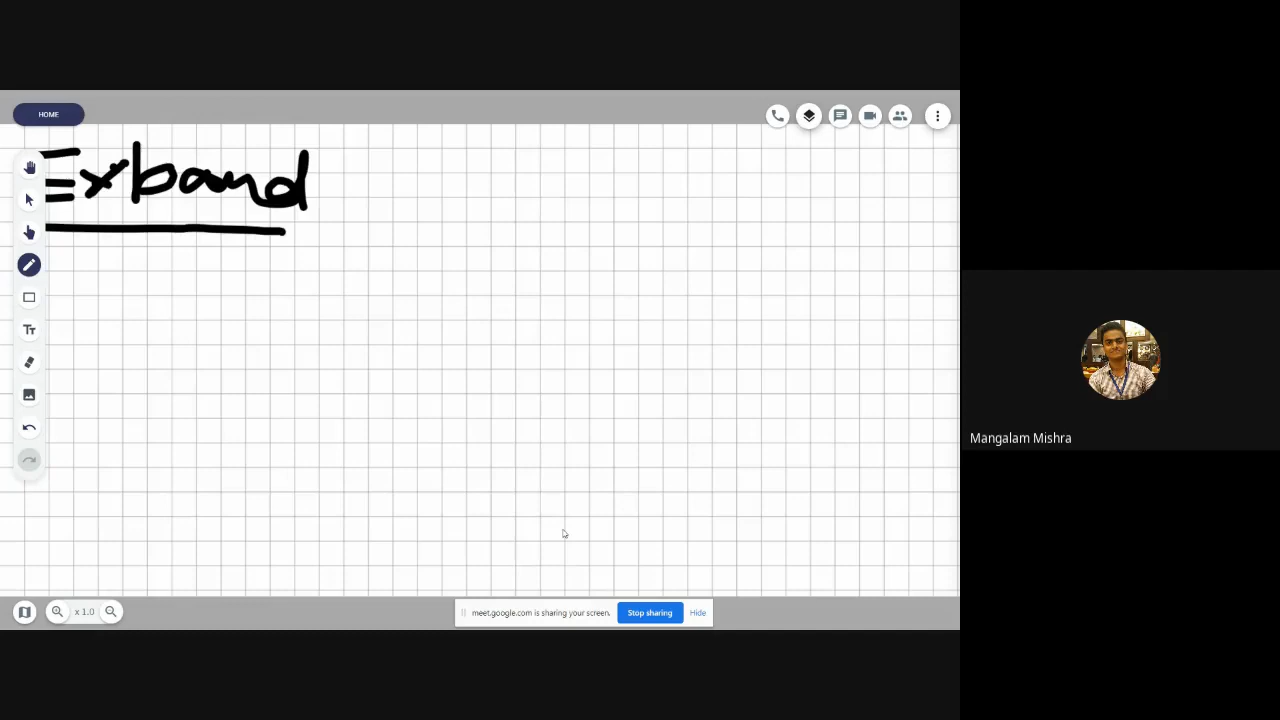 HOME
Exband
Mangalam Mishra
x 1.0
meet.google.com is sharing your screen.
Stop sharing
Hide